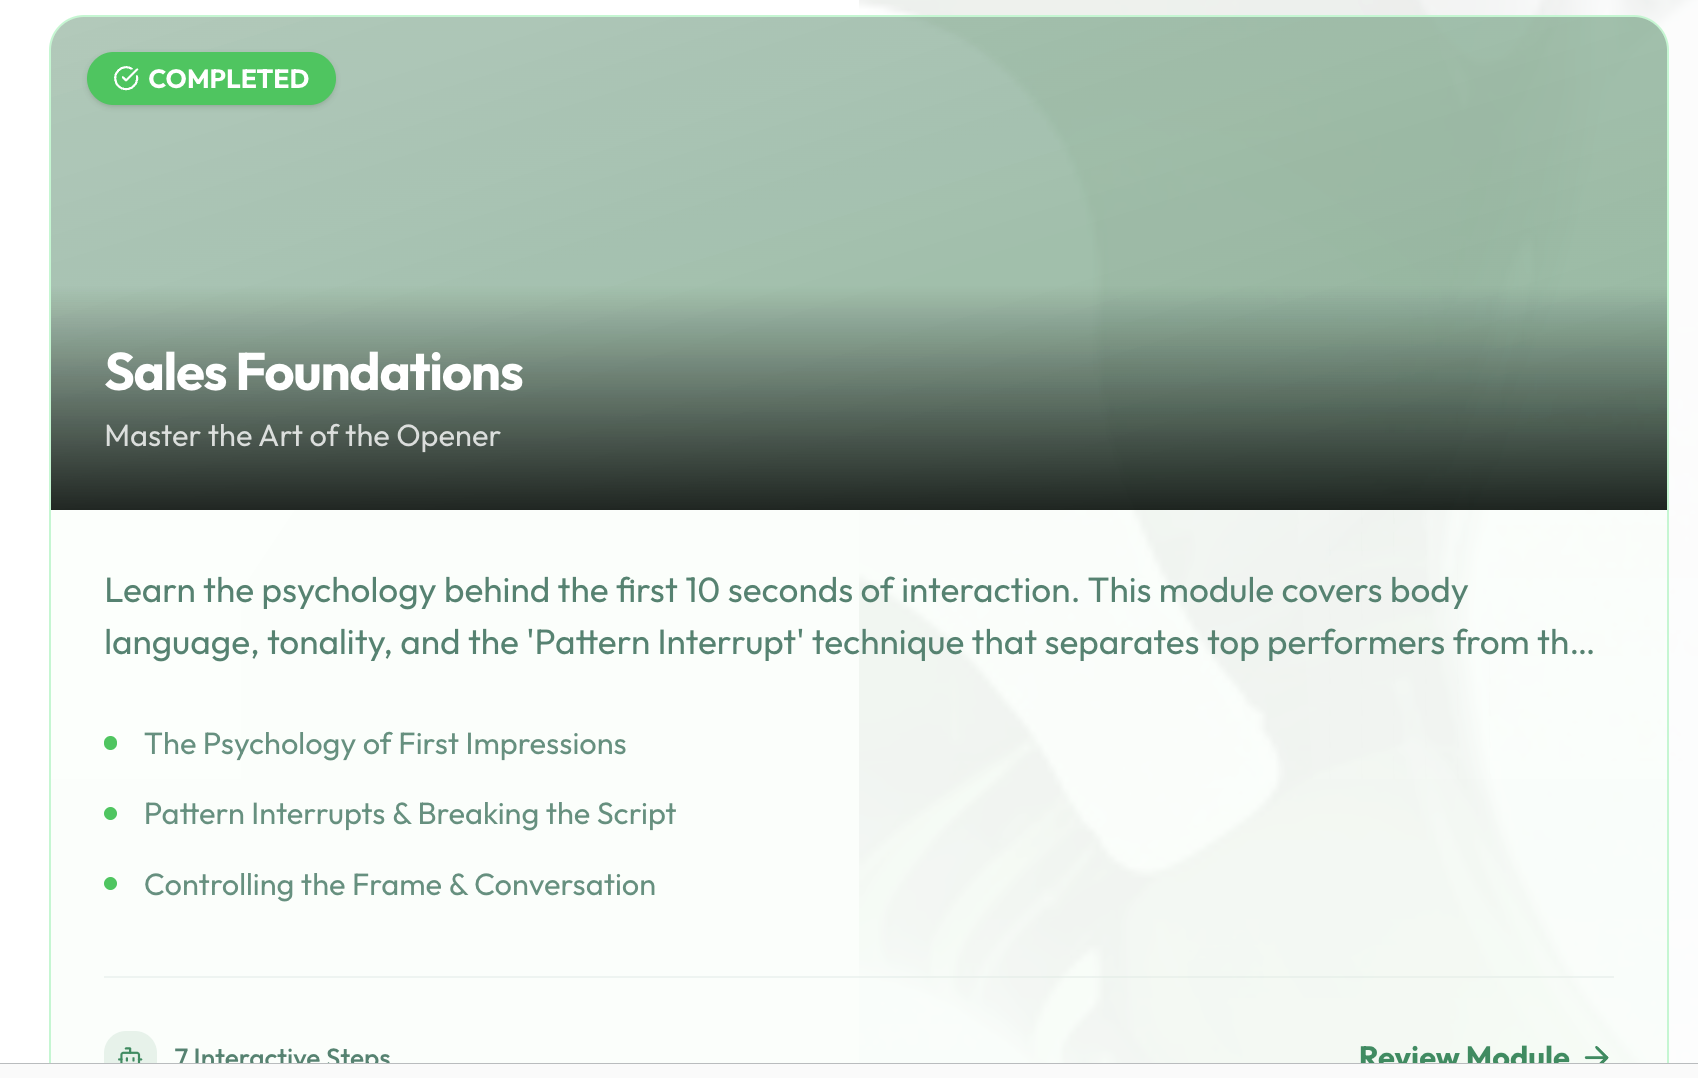 COMPLETED
Sales Foundations
Master the Art of the Opener
Learn the psychology behind the first 10 seconds of interaction. This module covers body
language, tonality, and the 'Pattern Interrupt' technique that separates top performers from th...
The Psychology of First Impressions
Pattern Interrupts & Breaking the Script
Controlling the Frame & Conversation
7 Interactive Steps
Review Module